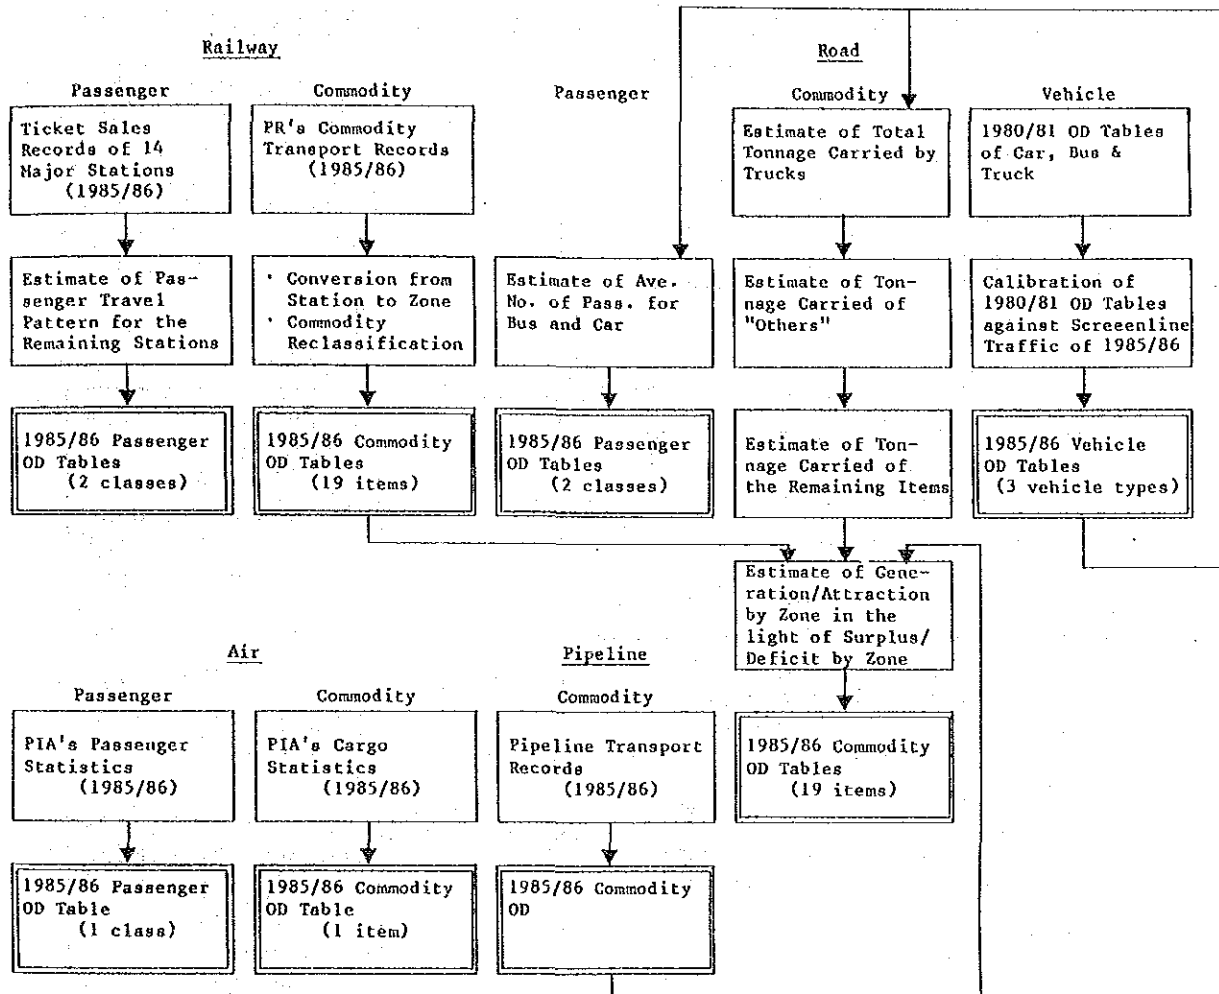 Railway
Passenger
Ticket Sales
Records of 14
Major Stations
(1985/86)
Estimate of Pas-
senger Travel
Pattern for the
Remaining Stations
1985/86 Passenger
OD Tables
(2 classes)
Commodity
PR's Commodity
Transport Records
(1985/86)
· Conversion from
Station to Zone
· Commodity
Reclassification
1985/86 Commodity
OD Tables
(19 items)
Road
Passenger
Estimate of Ave.
No. of Pass. for
Bus and Car
1985/86 Passenger
OD Tables
(2 classes)
Commodity
Estimate of Total
Tonnage Carried by
Trucks
Estimate of Ton-
nage Carried of
"Others"
Estimate of Ton-
nage Carried of
the Remaining Items
Estimate of Gene-
ration/Attraction
by Zone in the
light of Surplus/
Deficit by Zone
1985/86 Commodity
OD Tables
(19 items)
Vehicle
1980/81 OD Tables
of Car, Bus &
Truck
Calibration of
1980/81 OD Tables
against Screeenline
Traffic of 1985/86
1985/86 Vehicle
OD Tables
(3 vehicle types)
Air
Passenger
PIA's Passenger
Statistics
(1985/86)
1985/86 Passenger
OD Table
(1 class)
Commodity
PIA's Cargo
Statistics
(1985/86)
1985/86 Commodity
OD Table
(1 item)
Pipeline
Commodity
Pipeline Transport
Records
(1985/86)
1985/86 Commodity
OD